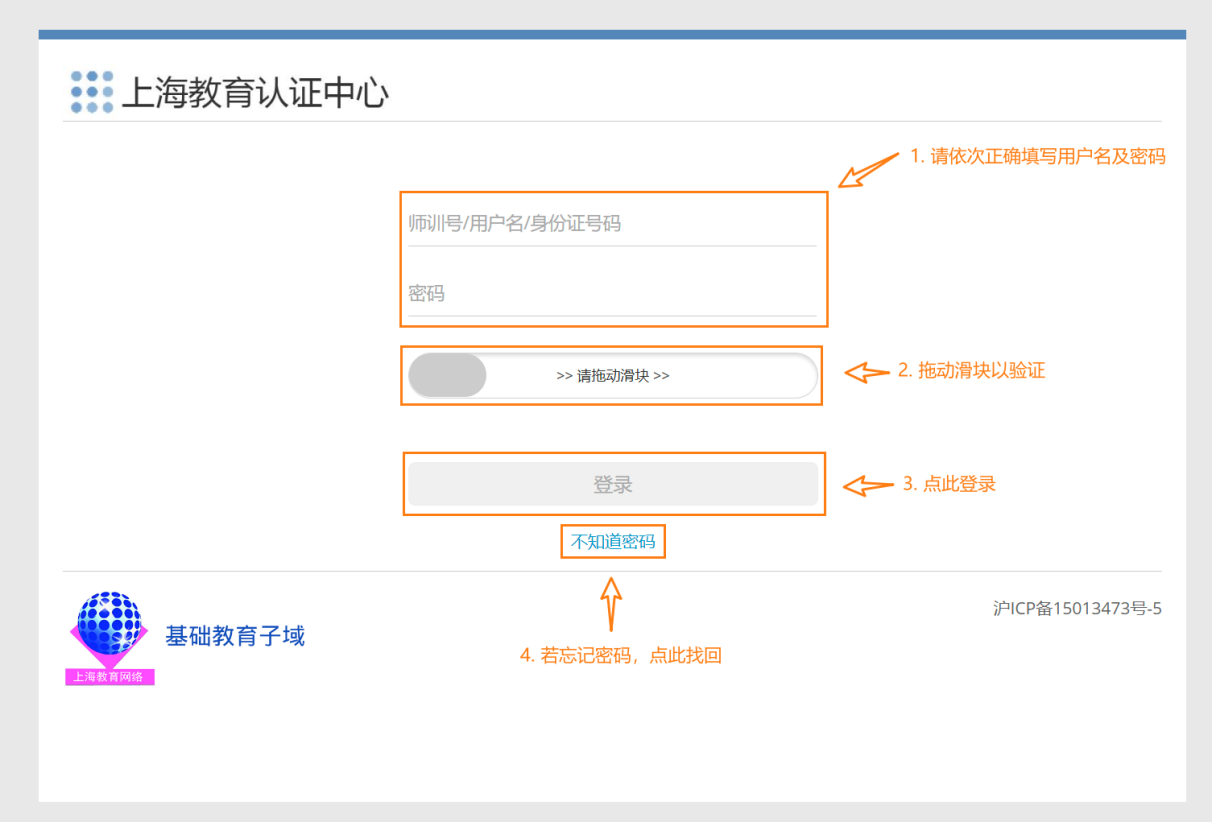 上海教育认证中心
1. 请依次正确填写用户名及密码
师训号/用户名/身份证号码
密码
>> 请拖动滑块 >>
2. 拖动滑块以验证
登录
3. 点此登录
不知道密码
沪ICP备15013473号-5
基础教育子域
上海教育网络
4. 若忘记密码，点此找回